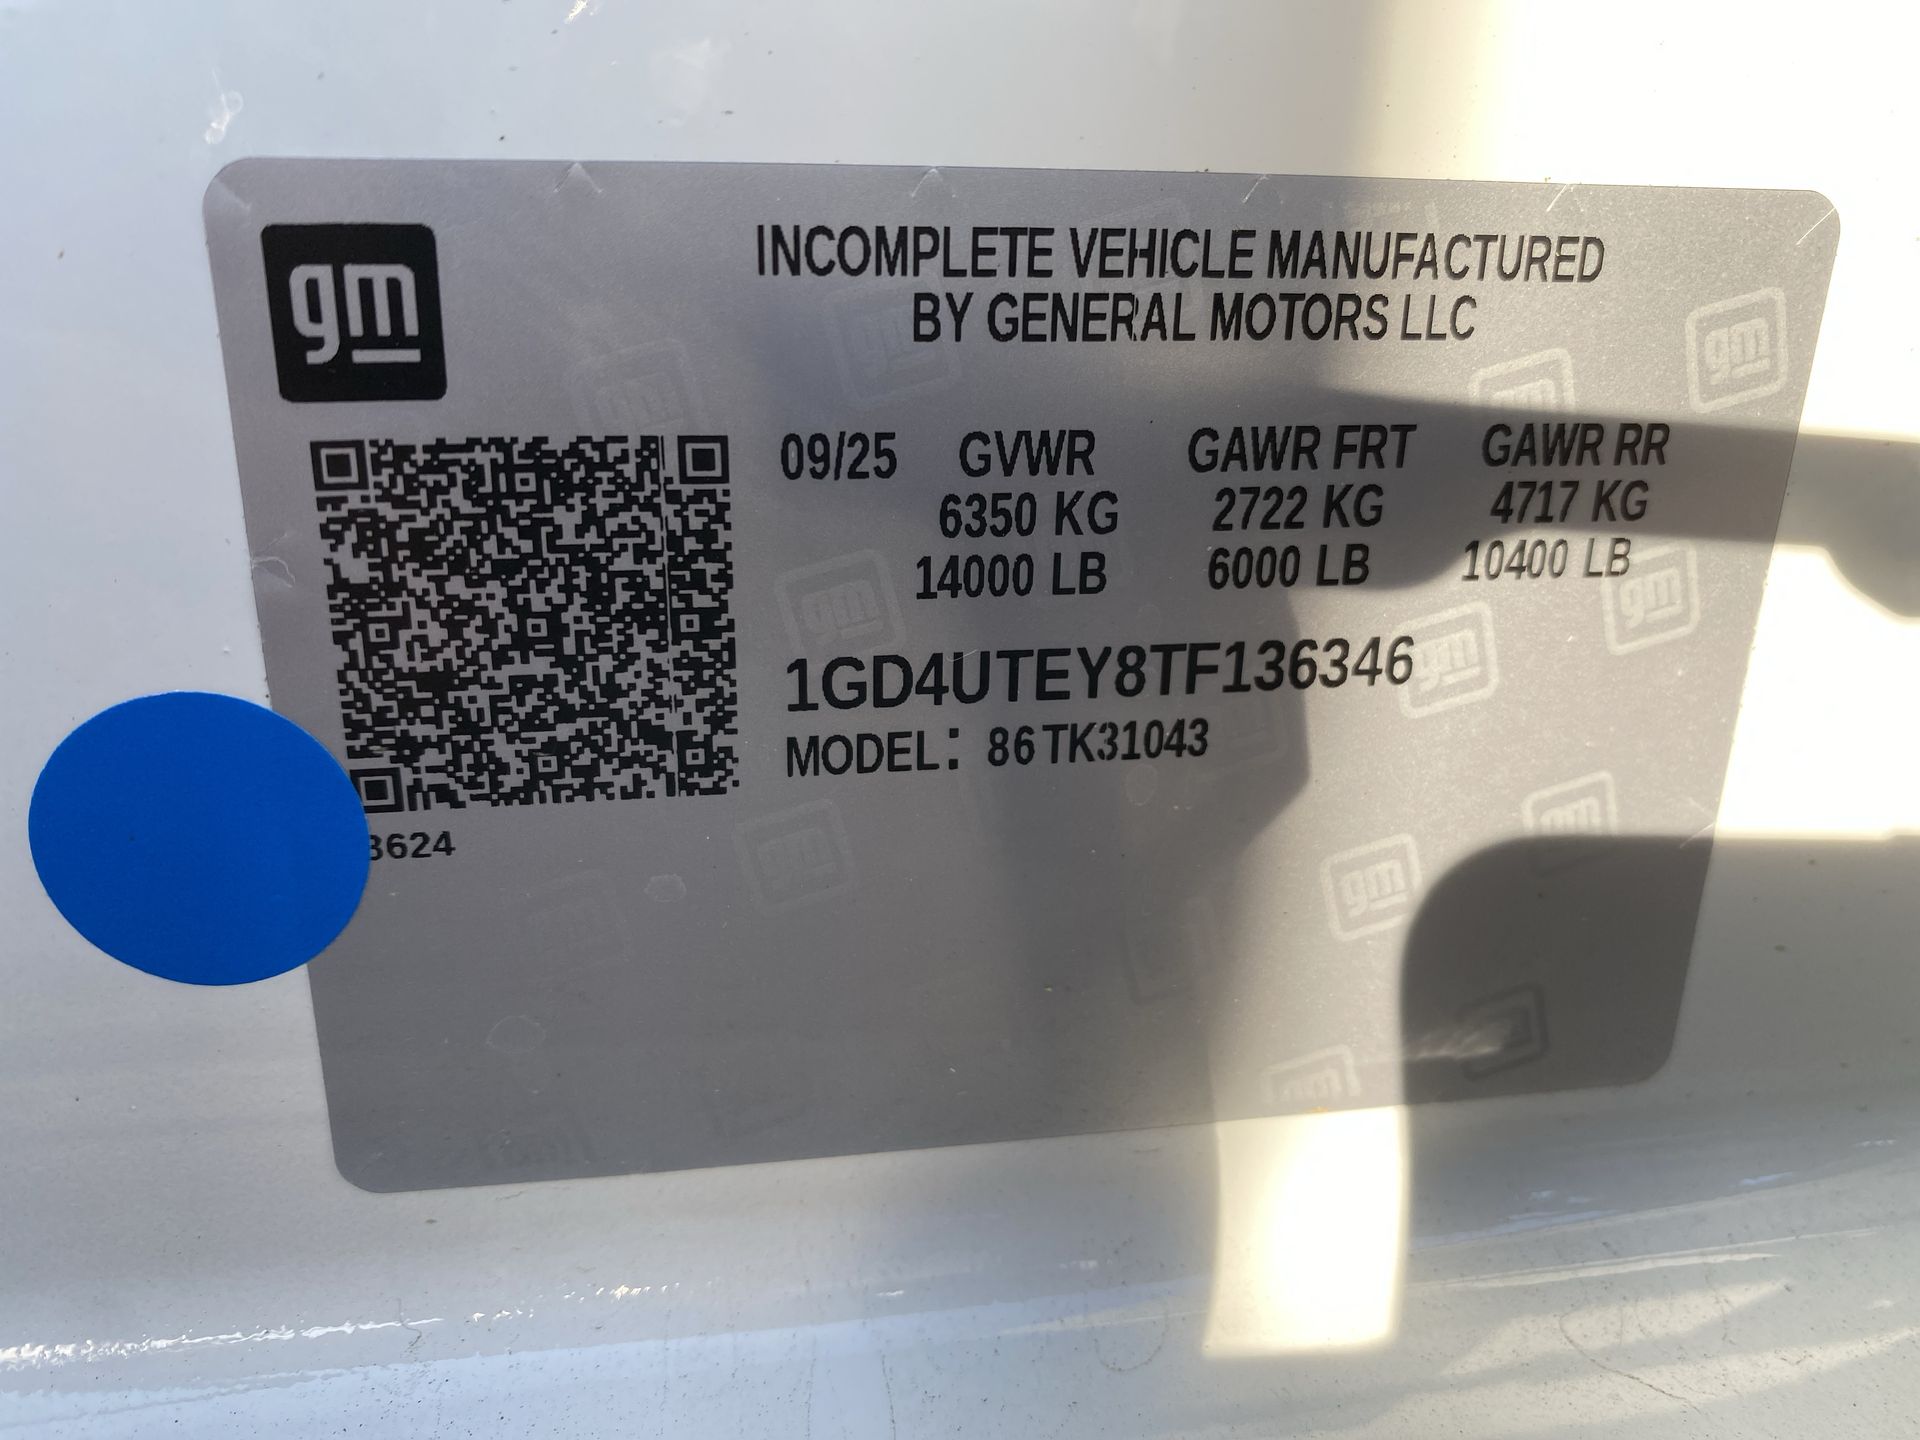 gm
INCOMPLETE VEHICLE MANUFACTURED
BY GENERAL MOTORS LLC
09/25 GVWR GAWR FRT GAWR RR
6350 KG 2722 KG 4717 KG
14000 LB 6000 LB 10400 LB
1GD4UTEY8TF136346
MODEL: 86TK31043
3624